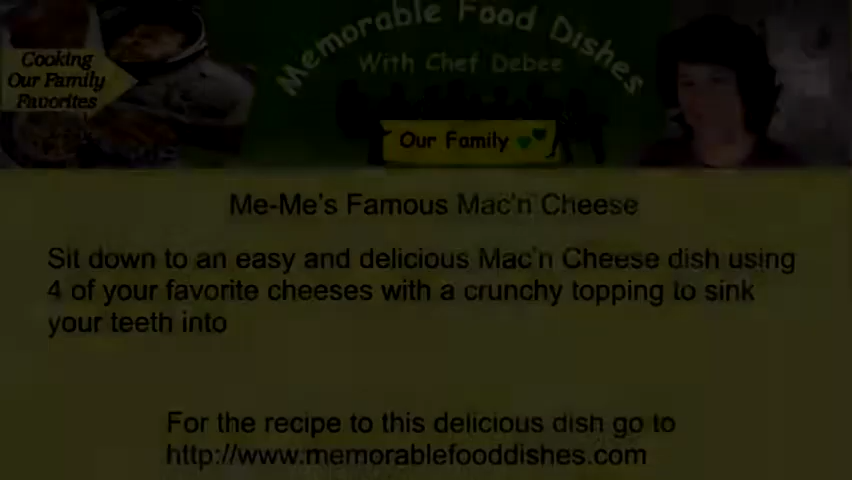 Memorable Food Dishes
With Chef Debee
Cooking
Our Family
Favorites
Our Family
Me-Me's Famous Mac'n Cheese
Sit down to an easy and delicious Mac'n Cheese dish using
4 of your favorite cheeses with a crunchy topping to sink
your teeth into
For the recipe to this delicious dish go to
http://www.memorablefooddishes.com